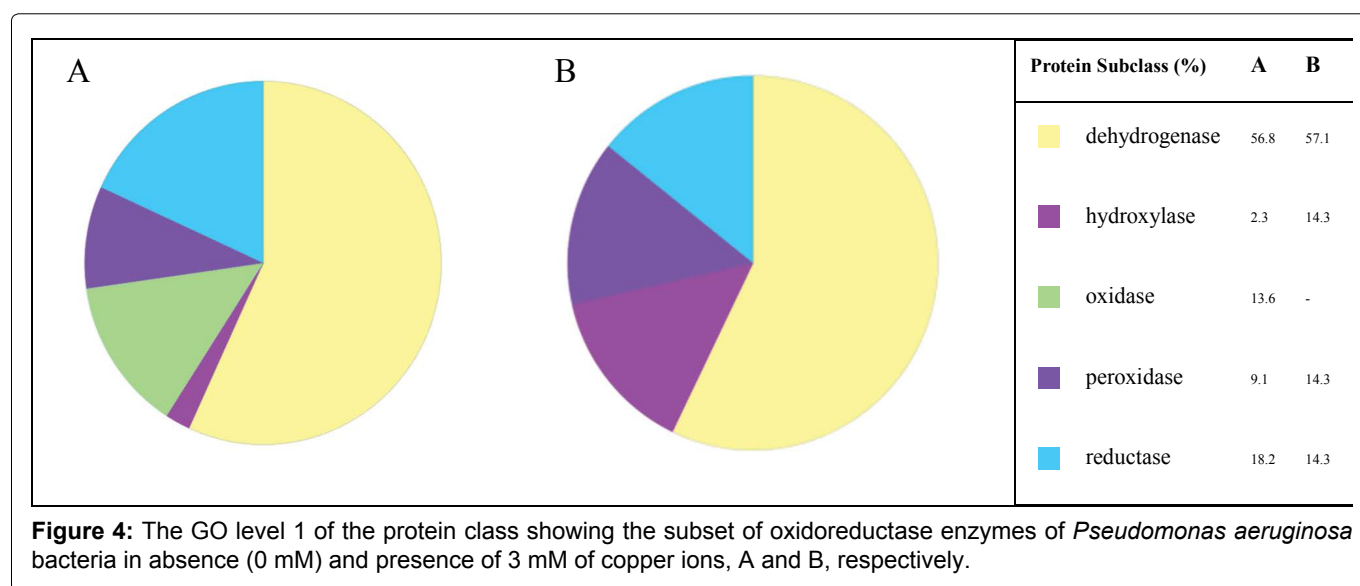 A
B
Protein Subclass (%) A B
dehydrogenase 56.8 57.1
hydroxylase 2.3 14.3
oxidase 13.6 -
peroxidase 9.1 14.3
reductase 18.2 14.3
Figure 4: The GO level 1 of the protein class showing the subset of oxidoreductase enzymes of Pseudomonas aeruginosa
bacteria in absence (0 mM) and presence of 3 mM of copper ions, A and B, respectively.